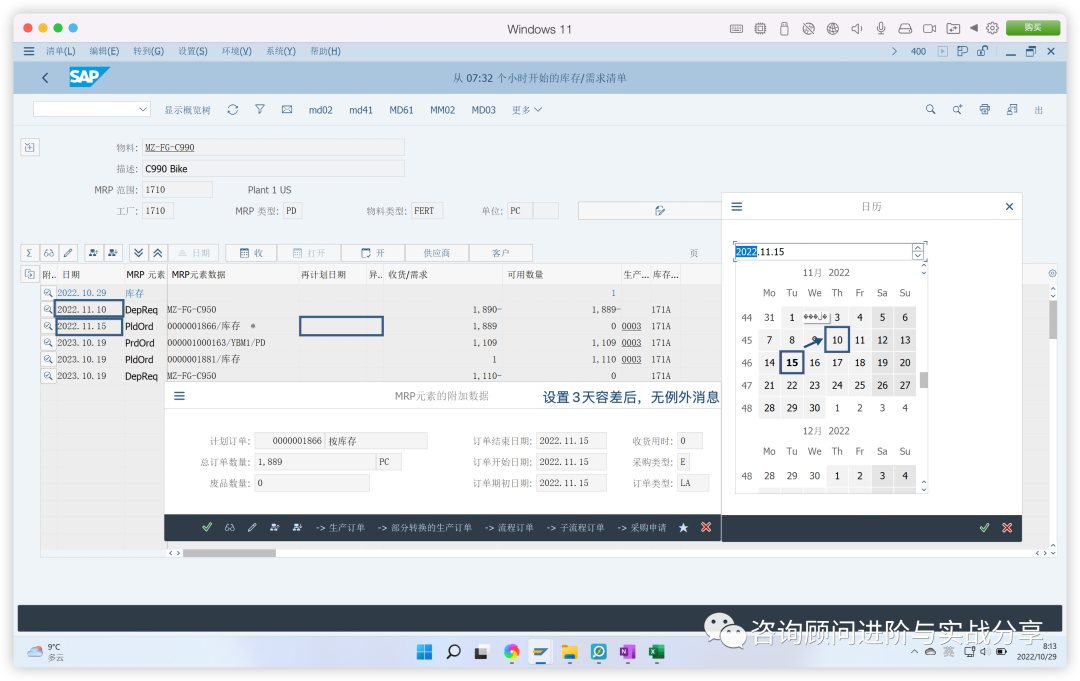 Windows 11
购买
清单(L) 编辑(E) 转到(G) 设置(S) 环境(V) 系统(Y) 帮助(H)
400
SAP
从 07:32 个小时开始的库存/需求清单
显示概览树 md02 md41 MD61 MM02 MD03 更多
出
物料: MZ-FG-C990
描述: C990 Bike
MRP 范围: 1710 Plant 1 US
工厂: 1710 MRP 类型: PD 物料类型: FERT 单位: PC
日期 收 打开 开 供应商 客户 页
附.. 日期 MRP 元素 MRP元素数据 再计划日期 异.. 收货/需求 可用数量 生产... 库存...
2022.10.29 库存 1
2022.11.10 DepReq MZ-FG-C950 1,890- 1,889- 171A
2022.11.15 PldOrd 0000001866/库存 * 1,889 0 0003 171A
2023.10.19 PrdOrd 000001000163/YBM1/PD 1,109 1,109 0003 171A
2023.10.19 PldOrd 0000001881/库存 1 1,110 0003 171A
2023.10.19 DepReq MZ-FG-C950 1,110- 0 171A
MRP元素的附加数据
设置3天容差后，无例外消息
计划订单: 0000001866 按库存 订单结束日期: 2022.11.15 收货用时: 0
总订单数量: 1,889 PC 订单开始日期: 2022.11.15 采购类型: E
废品数量: 0 订单期初日期: 2022.11.15 订单类型: LA
-> 生产订单 -> 部分转换的生产订单 -> 流程订单 -> 子流程订单 -> 采购申请
日历
2022.11.15
11月 2022
Mo Tu We Th Fr Sa Su
44 31 1 3 4 5 6
45 7 8 9 10 11 12 13
46 14 15 16 17 18 19 20
47 21 22 23 24 25 26 27
48 28 29 30 1 2 3 4
12月 2022
Mo Tu We Th Fr Sa Su
48 28 29 30 1 2 3 4
咨询顾问进阶与实战分享
9°C
多云
英
8:13
2022/10/29